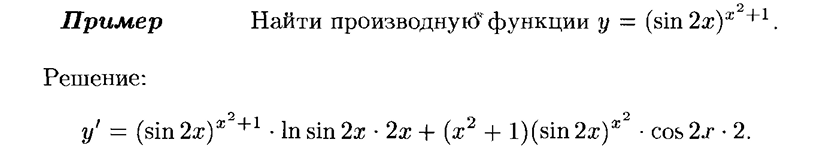 Пример Найти производную функции y = (sin 2x)^{x^2+1}.
Решение:
y′ = (sin 2x)^{x^2+1} · ln sin 2x · 2x + (x^2 + 1)(sin 2x)^{x^2} · cos 2x · 2.